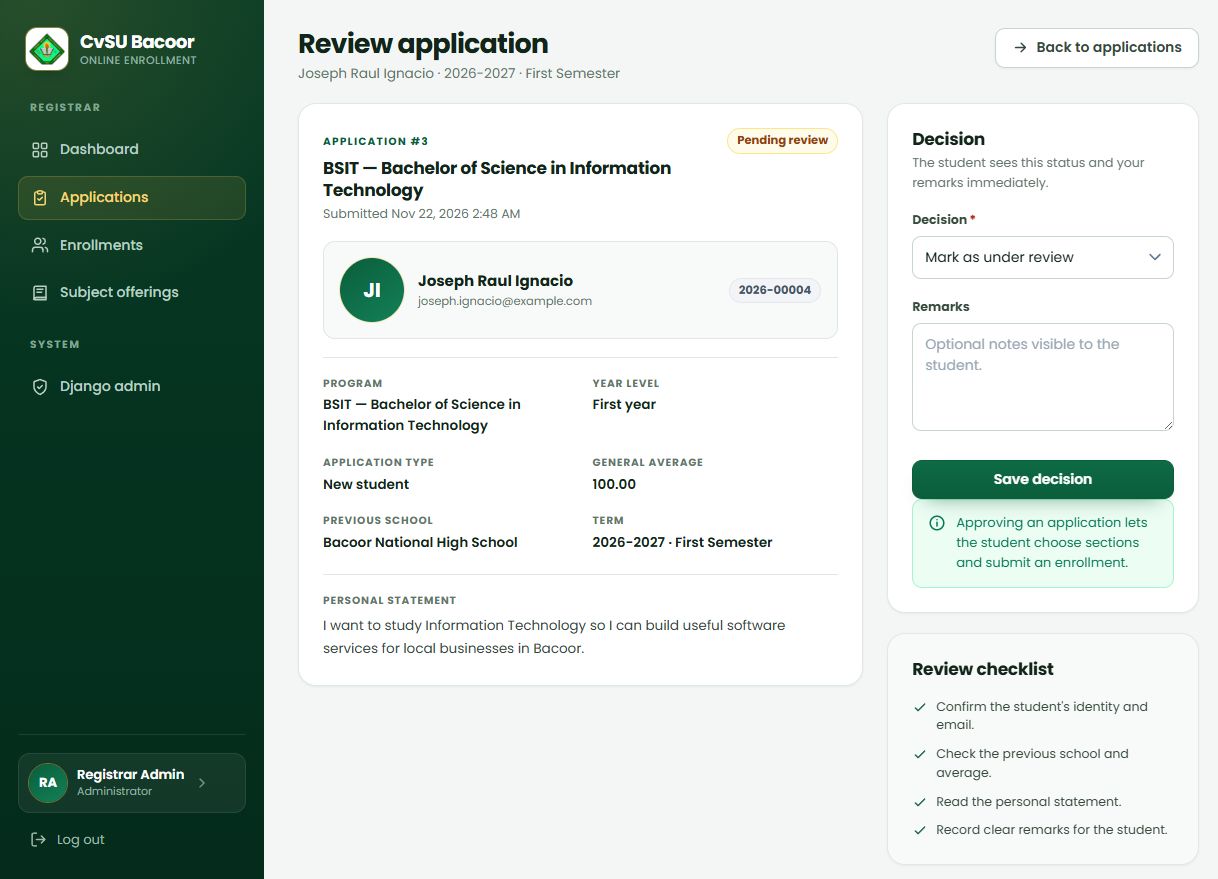 CvSU Bacoor
ONLINE ENROLLMENT
REGISTRAR
Dashboard
Applications
Enrollments
Subject offerings
SYSTEM
Django admin
RA
Registrar Admin
Administrator
Log out
Review application
Joseph Raul Ignacio · 2026-2027 · First Semester
Back to applications
APPLICATION #3
Pending review
BSIT — Bachelor of Science in Information
Technology
Submitted Nov 22, 2026 2:48 AM
JI
Joseph Raul Ignacio
joseph.ignacio@example.com
2026-00004
PROGRAM
BSIT — Bachelor of Science in
Information Technology
YEAR LEVEL
First year
APPLICATION TYPE
New student
GENERAL AVERAGE
100.00
PREVIOUS SCHOOL
Bacoor National High School
TERM
2026-2027 · First Semester
PERSONAL STATEMENT
I want to study Information Technology so I can build useful software
services for local businesses in Bacoor.
Decision
The student sees this status and your
remarks immediately.
Decision *
Mark as under review
Remarks
Optional notes visible to the
student.
Save decision
Approving an application lets
the student choose sections
and submit an enrollment.
Review checklist
Confirm the student's identity and
email.
Check the previous school and
average.
Read the personal statement.
Record clear remarks for the student.